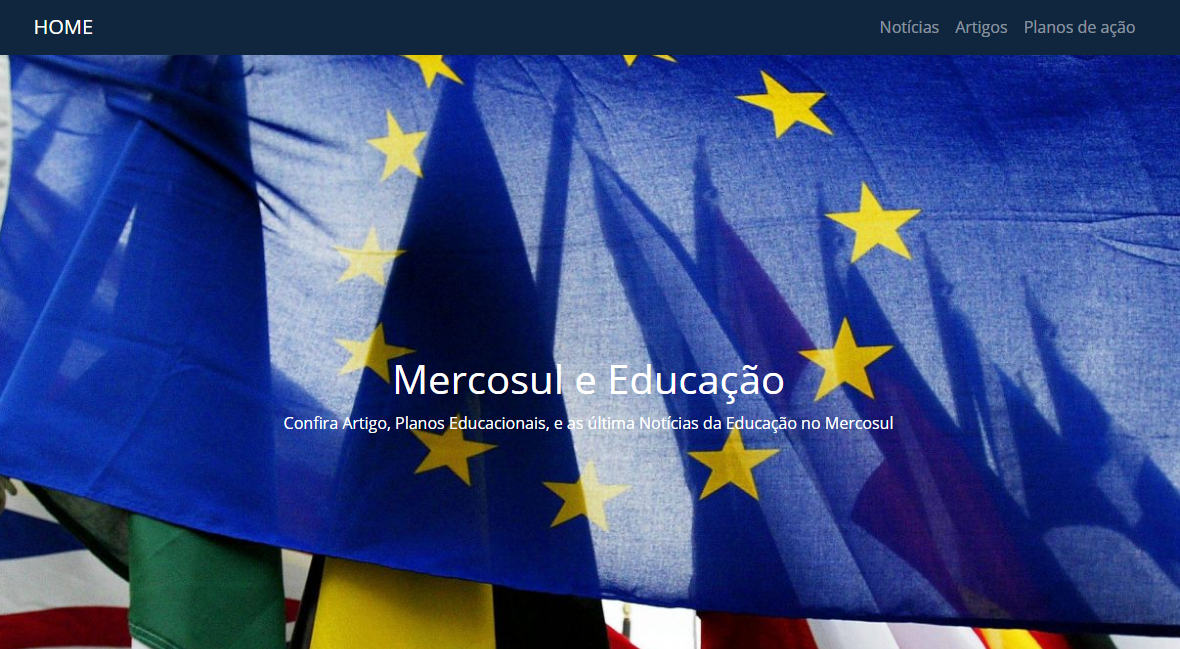 HOME
Notícias Artigos Planos de ação
Mercosul e Educação
Confira Artigo, Planos Educacionais, e as última Notícias da Educação no Mercosul